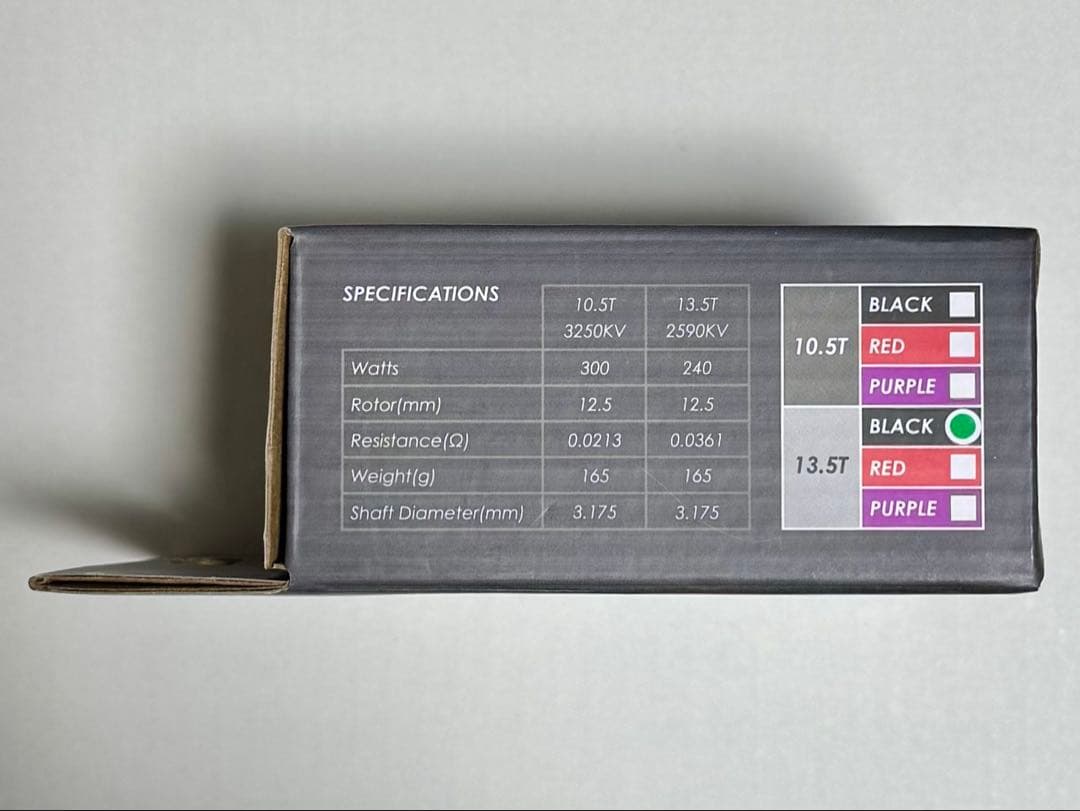 SPECIFICATIONS
10.5T 13.5T
3250KV 2590KV
Watts 300 240
Rotor(mm) 12.5 12.5
Resistance(Ω) 0.0213 0.0361
Weight(g) 165 165
Shaft Diameter(mm) 3.175 3.175
10.5T
BLACK
RED
PURPLE
13.5T
BLACK
RED
PURPLE